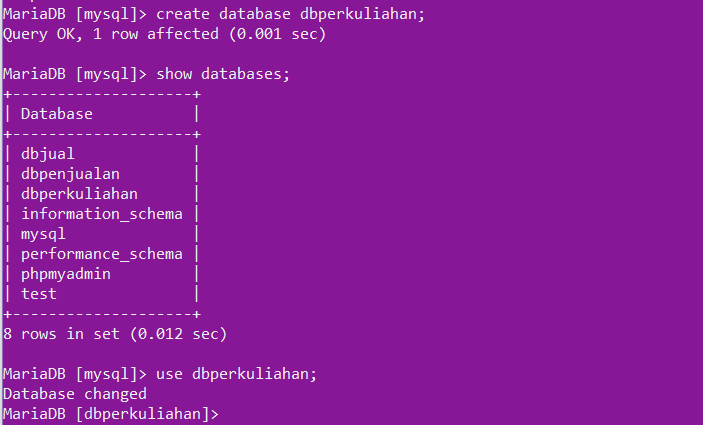 MariaDB [mysql]> create database dbperkuliahan;
Query OK, 1 row affected (0.001 sec)

MariaDB [mysql]> show databases;
+--------------------+
| Database           |
+--------------------+
| dbjual             |
| dbpenjualan        |
| dbperkuliahan      |
| information_schema |
| mysql              |
| performance_schema |
| phpmyadmin         |
| test               |
+--------------------+
8 rows in set (0.012 sec)

MariaDB [mysql]> use dbperkuliahan;
Database changed
MariaDB [dbperkuliahan]>